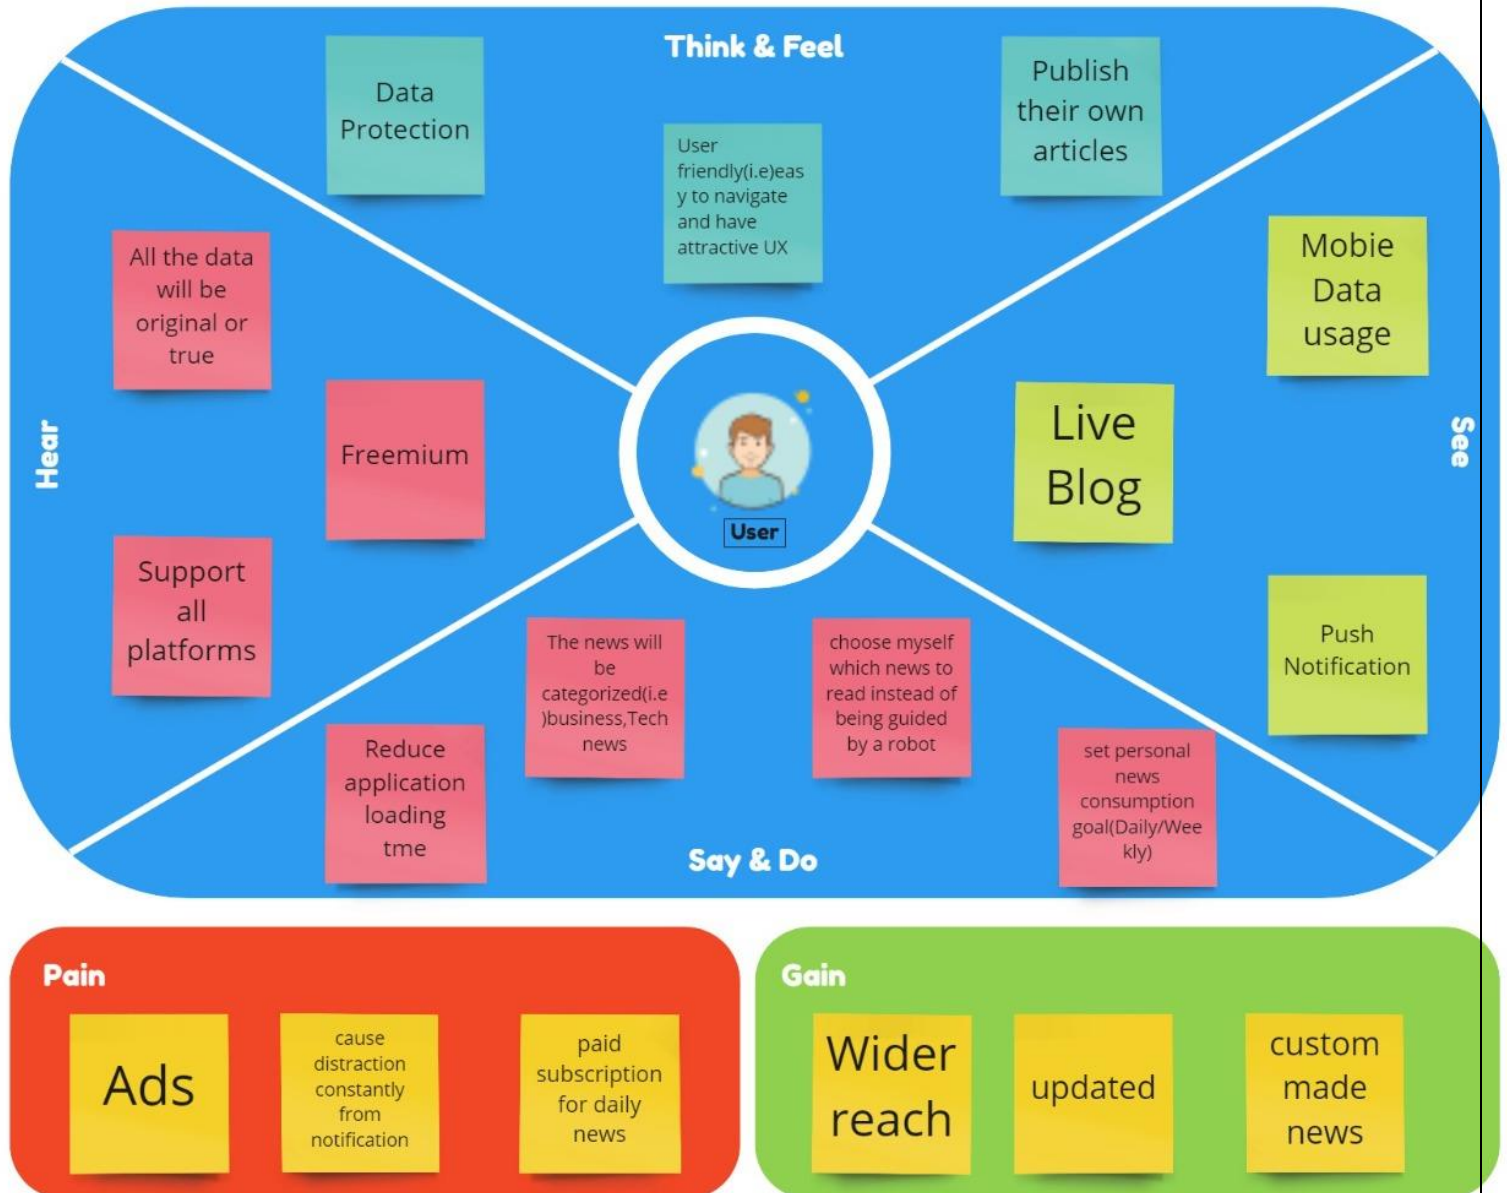 Think & Feel
Data
Protection
User
friendly(i.e)eas
y to navigate
and have
attractive UX
Publish
their own
articles
Hear
All the data
will be
original or
true
Freemium
Support
all
platforms
User
See
Mobie
Data
usage
Live
Blog
Push
Notification
Reduce
application
loading
tme
The news will
be
categorized(i.e
)business,Tech
news
choose myself
which news to
read instead of
being guided
by a robot
set personal
news
consumption
goal(Daily/Wee
kly)
Say & Do
Pain
Ads
cause
distraction
constantly
from
notification
paid
subscription
for daily
news
Gain
Wider
reach
updated
custom
made
news